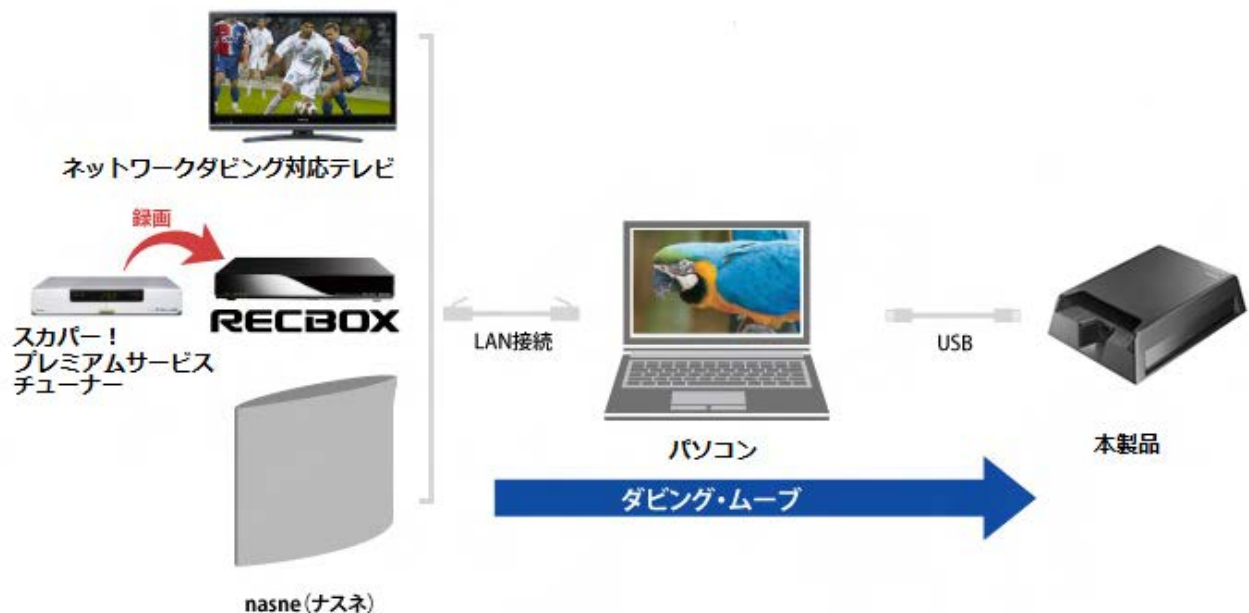 ネットワークダビング対応テレビ
録画
スカパー！
プレミアムサービス
チューナー
RECBOX
nasne（ナスネ）
LAN接続
パソコン
USB
本製品
ダビング・ムーブ